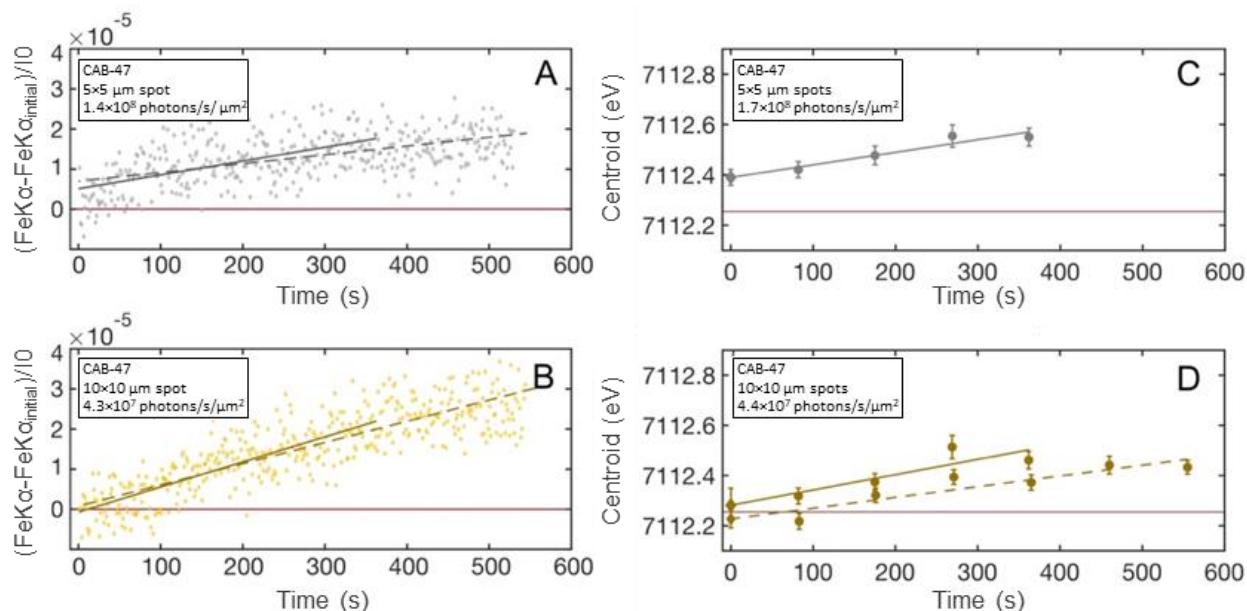 ×10⁻⁵
(FeKα-FeKα_initial)/I0
4
3
2
1
0
CAB-47
5×5 µm spot
1.4×10⁸ photons/s/ µm²
A
0 100 200 300 400 500 600
Time (s)
Centroid (eV)
7112.8
7112.6
7112.4
7112.2
CAB-47
5×5 µm spots
1.7×10⁸ photons/s/µm²
C
0 100 200 300 400 500 600
Time (s)
×10⁻⁵
(FeKα-FeKα_initial)/I0
4
3
2
1
0
CAB-47
10×10 µm spot
4.3×10⁷ photons/s/µm²
B
0 100 200 300 400 500 600
Time (s)
Centroid (eV)
7112.8
7112.6
7112.4
7112.2
CAB-47
10×10 µm spots
4.4×10⁷ photons/s/µm²
D
0 100 200 300 400 500 600
Time (s)